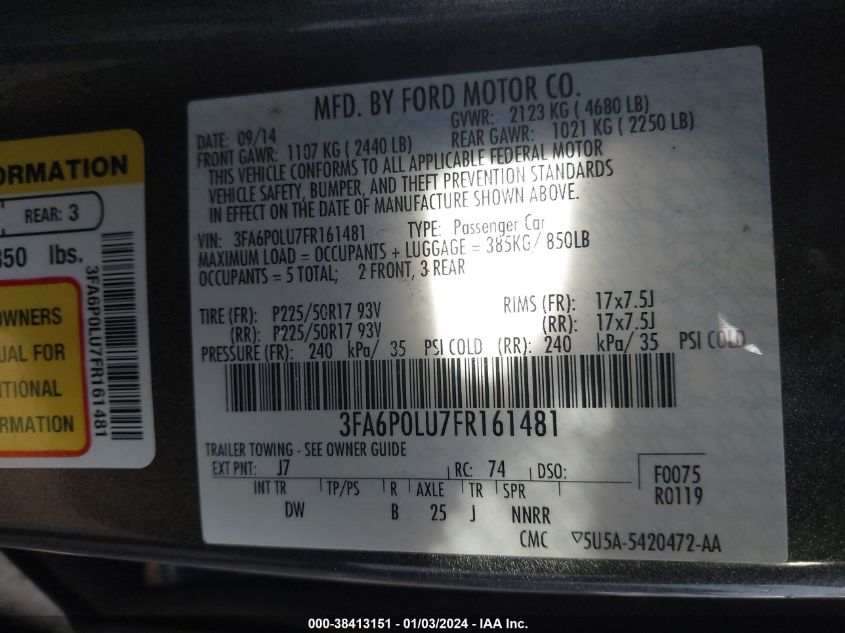 ORMATION
REAR: 3
350 lbs.
3FA6P0LU7FR161481
OWNERS
UAL FOR
ITIONAL
ORMATION
MFD. BY FORD MOTOR CO.
DATE: 09/14 GVWR: 2123 KG ( 4680 LB)
FRONT GAWR: 1107 KG ( 2440 LB) REAR GAWR: 1021 KG ( 2250 LB)
THIS VEHICLE CONFORMS TO ALL APPLICABLE FEDERAL MOTOR
VEHICLE SAFETY, BUMPER, AND THEFT PREVENTION STANDARDS
IN EFFECT ON THE DATE OF MANUFACTURE SHOWN ABOVE.
VIN: 3FA6P0LU7FR161481 TYPE: Passenger Car
MAXIMUM LOAD = OCCUPANTS + LUGGAGE = 385KG/ 850LB
OCCUPANTS = 5 TOTAL; 2 FRONT, 3 REAR
TIRE (FR): P225/50R17 93V RIMS (FR): 17x7.5J
(RR): P225/50R17 93V (RR): 17x7.5J
PRESSURE (FR): 240 kPa/ 35 PSI COLD (RR): 240 kPa/ 35 PSI COLD
3FA6P0LU7FR161481
TRAILER TOWING - SEE OWNER GUIDE
EXT PNT: J7 RC: 74 DSO: F0075
INT TR TP/PS R AXLE TR SPR R0119
DW B 25 J NNRR
CMC 5U5A-5420472-AA
000-38413151 - 01/03/2024 - IAA Inc.